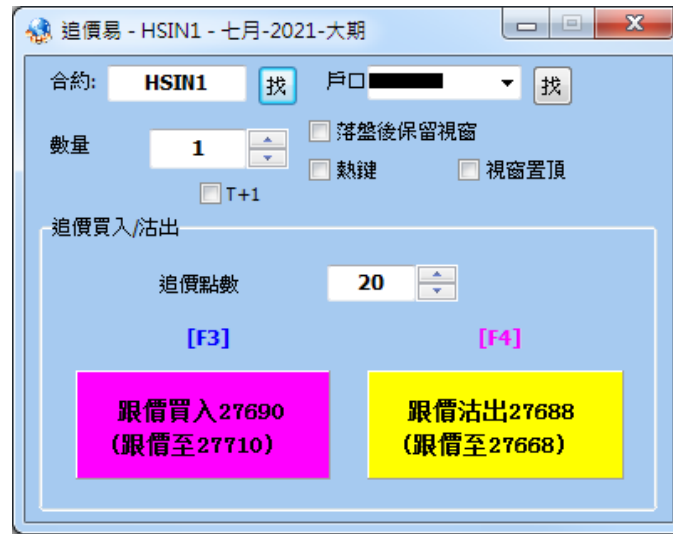 追價易 - HSIN1 - 七月-2021-大期
合約: HSIN1 找 戶口 找
數量 1 落盤後保留視窗
熱鍵 視窗置頂
T+1
追價買入/沽出
追價點數 20
[F3] [F4]
跟價買入27690 跟價沽出27688
(跟價至27710) (跟價至27668)